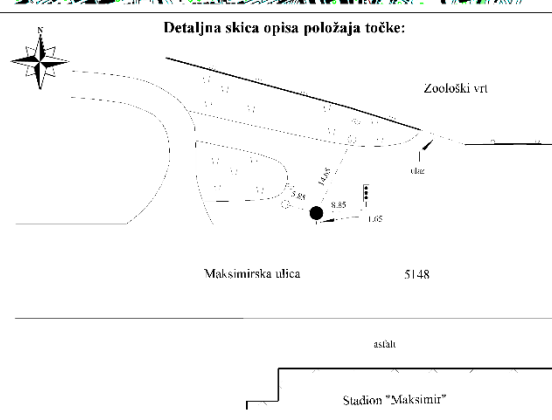 Detaljna skica opisa položaja točke:
N
Zoološki vrt
ulaz
14.65
5.88
8.85
1.65
Maksimirska ulica
5148
asfalt
Stadion "Maksimir"